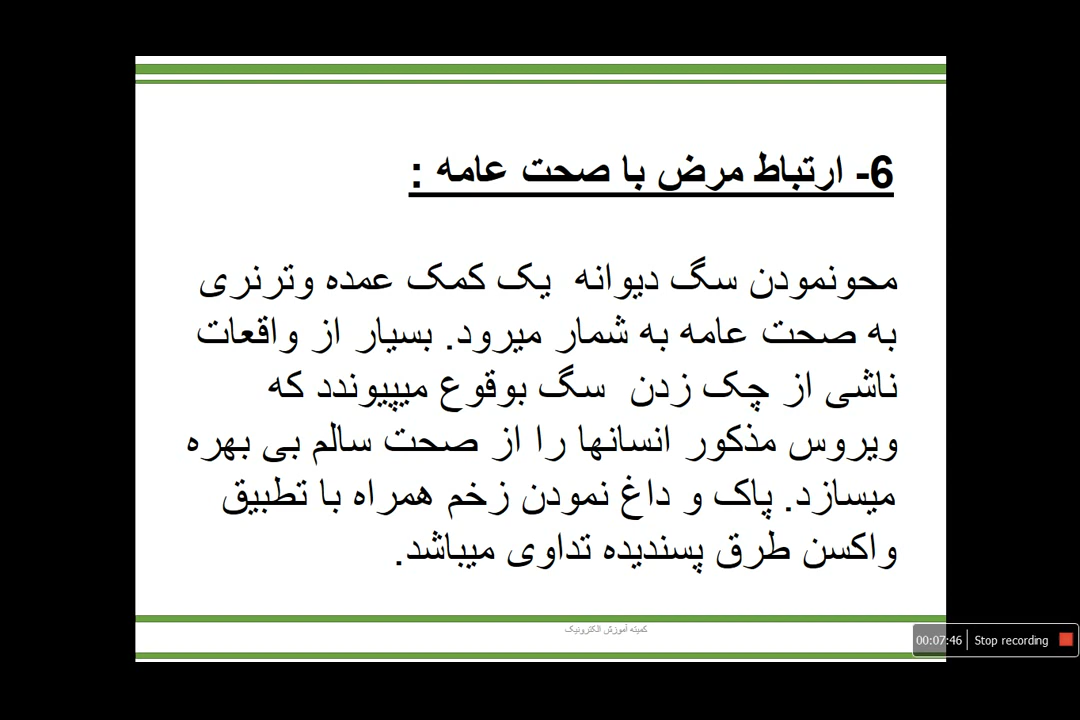 6- ارتباط مرض با صحت عامه :
محونمودن سگ دیوانه یک کمک عمده وترنری
به صحت عامه به شمار میرود. بسیار از واقعات
ناشی از چک زدن سگ بوقوع میپیوندد که
ویروس مذکور انسانها را از صحت سالم بی بهره
میسازد. پاک و داغ نمودن زخم همراه با تطبیق
واکسن طرق پسندیده تداوی میباشد.
کمیته آموزش الکترونیک
00:07:46 Stop recording